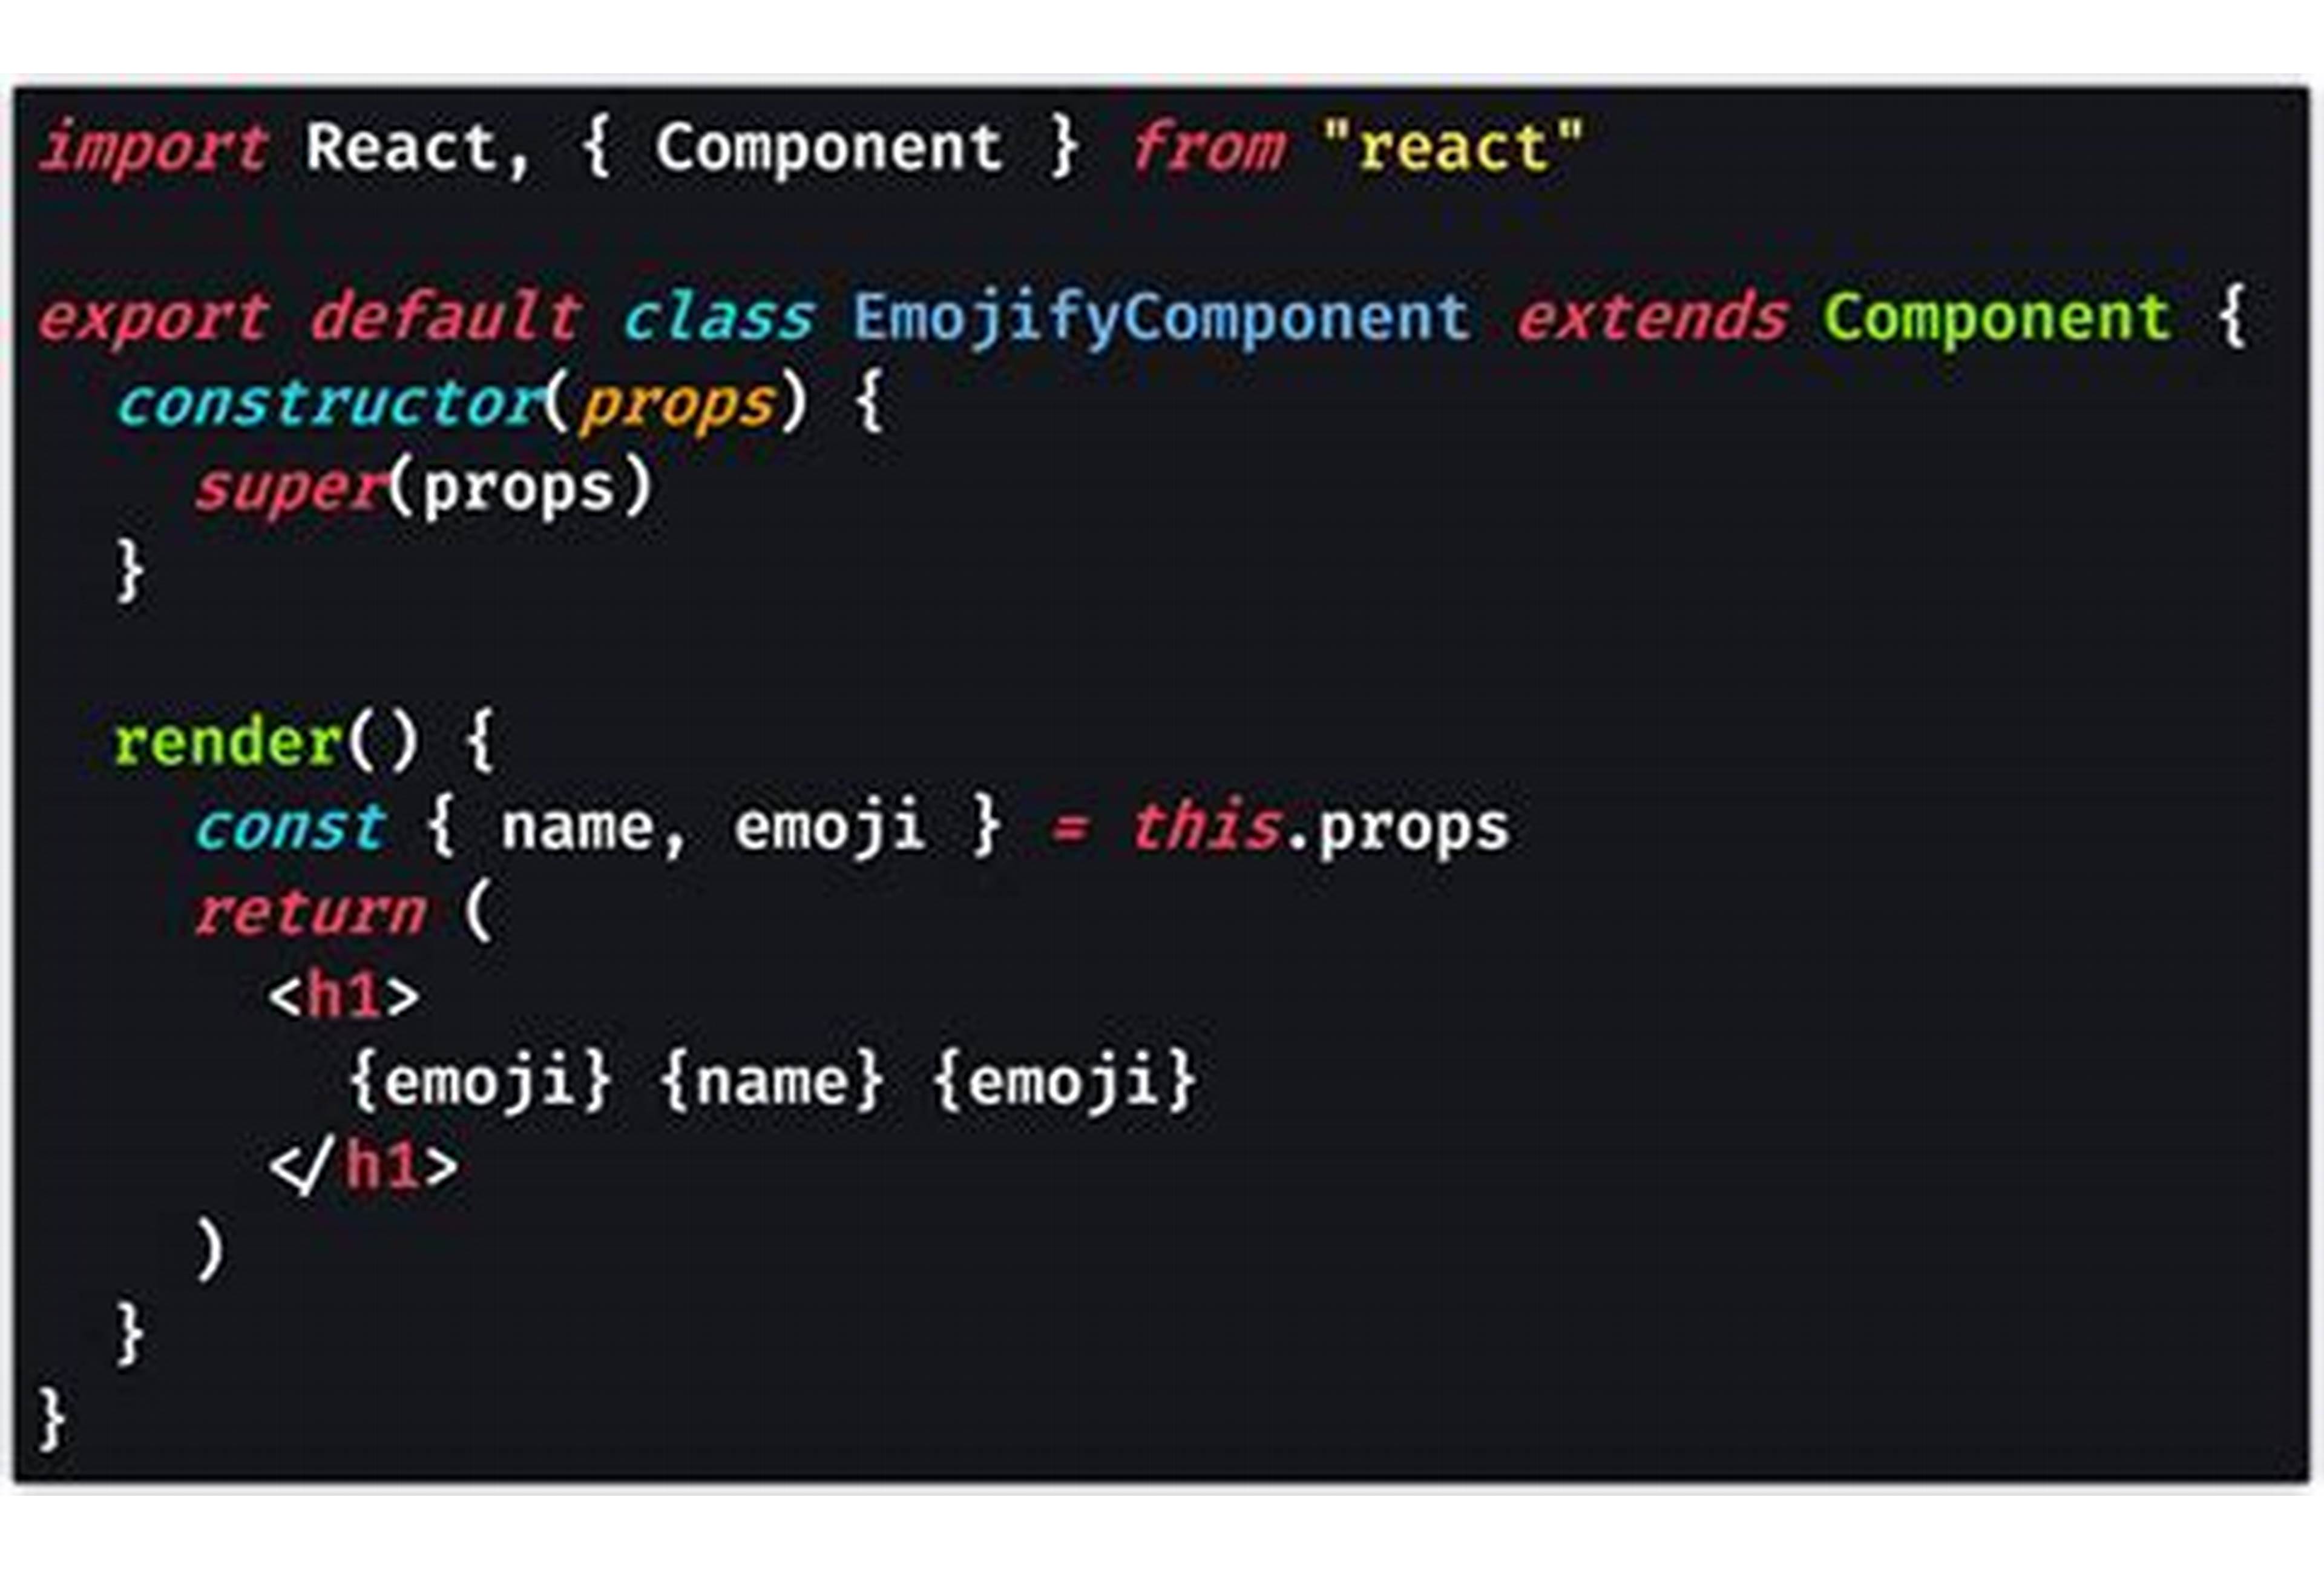 import React, { Component } from "react"
export default class EmojifyComponent extends Component {
constructor(props) {
super(props)
}
render() {
const { name, emoji } = this.props
return (
<h1>
{emoji} {name} {emoji}
</h1>
)
}
}